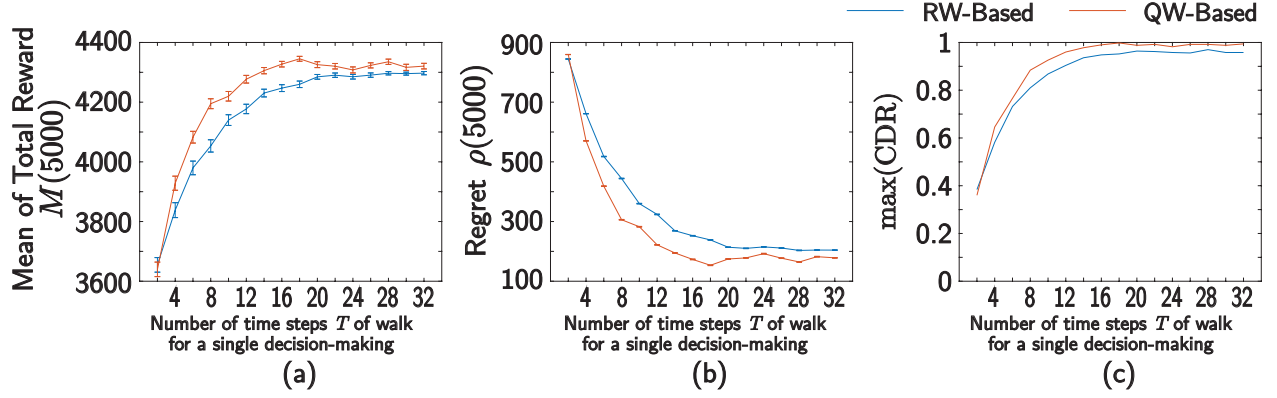 RW-Based QW-Based
Mean of Total Reward
M(5000)
4400
4200
4000
3800
3600
4 8 12 16 20 24 28 32
Number of time steps T of walk
for a single decision-making
(a)
Regret ρ(5000)
900
700
500
300
100
4 8 12 16 20 24 28 32
Number of time steps T of walk
for a single decision-making
(b)
max(CDR)
1
0.8
0.6
0.4
0.2
0
4 8 12 16 20 24 28 32
Number of time steps T of walk
for a single decision-making
(c)